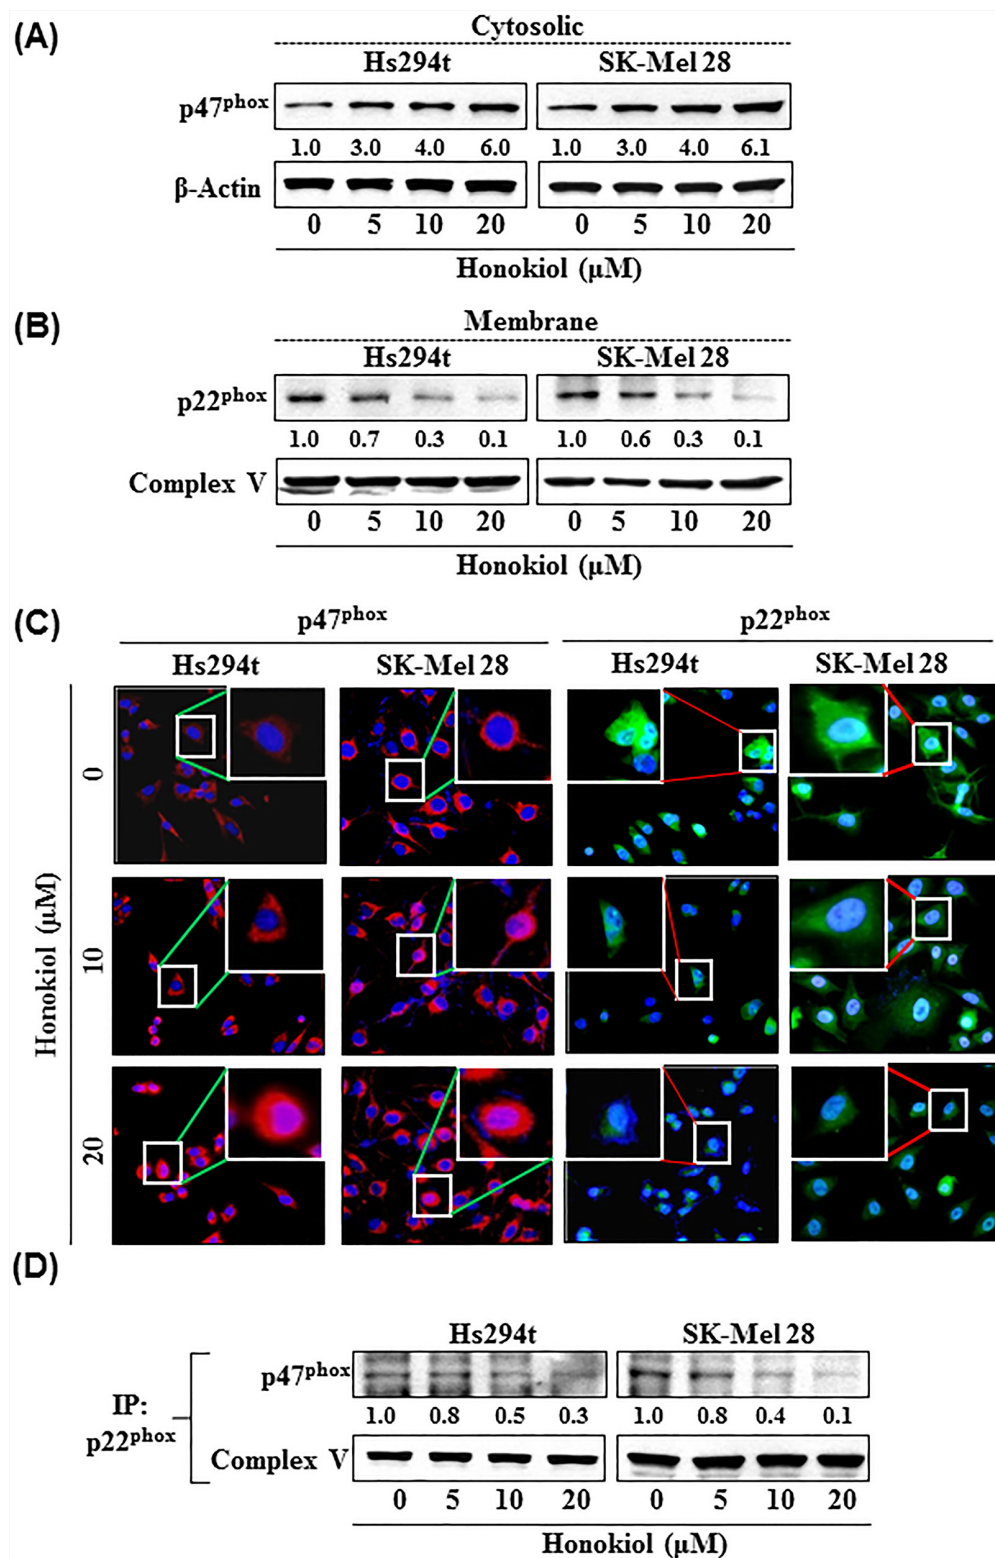 (A)
Cytosolic
Hs294t SK-Mel 28
p47phox
1.0 3.0 4.0 6.0 1.0 3.0 4.0 6.1
β-Actin
0 5 10 20 0 5 10 20
Honokiol (μM)
(B)
Membrane
Hs294t SK-Mel 28
p22phox
1.0 0.7 0.3 0.1 1.0 0.6 0.3 0.1
Complex V
0 5 10 20 0 5 10 20
Honokiol (μM)
(C)
p47phox p22phox
Hs294t SK-Mel 28 Hs294t SK-Mel 28
Honokiol (μM)
0
10
20
(D)
Hs294t SK-Mel 28
IP:
p22phox
p47phox
1.0 0.8 0.5 0.3 1.0 0.8 0.4 0.1
Complex V
0 5 10 20 0 5 10 20
Honokiol (μM)